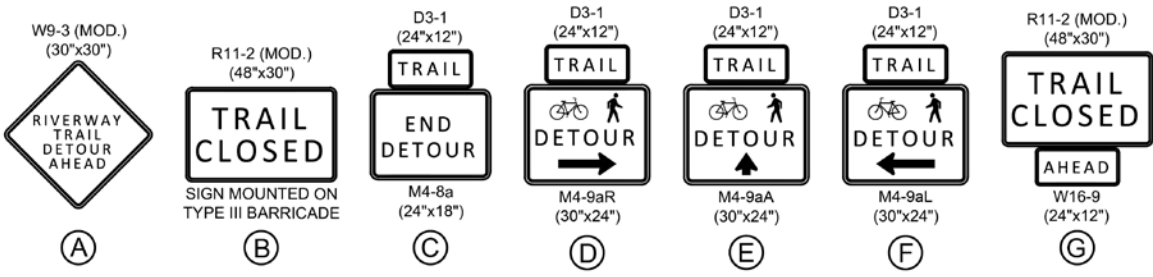 W9-3 (MOD.)
(30"x30")
RIVERWAY
TRAIL
DETOUR
AHEAD
A
R11-2 (MOD.)
(48"x30")
TRAIL
CLOSED
SIGN MOUNTED ON
TYPE III BARRICADE
B
D3-1
(24"x12")
TRAIL
END
DETOUR
M4-8a
(24"x18")
C
D3-1
(24"x12")
TRAIL
DETOUR
M4-9aR
(30"x24")
D
D3-1
(24"x12")
TRAIL
DETOUR
M4-9aA
(30"x24")
E
D3-1
(24"x12")
TRAIL
DETOUR
M4-9aL
(30"x24")
F
R11-2 (MOD.)
(48"x30")
TRAIL
CLOSED
AHEAD
W16-9
(24"x12")
G